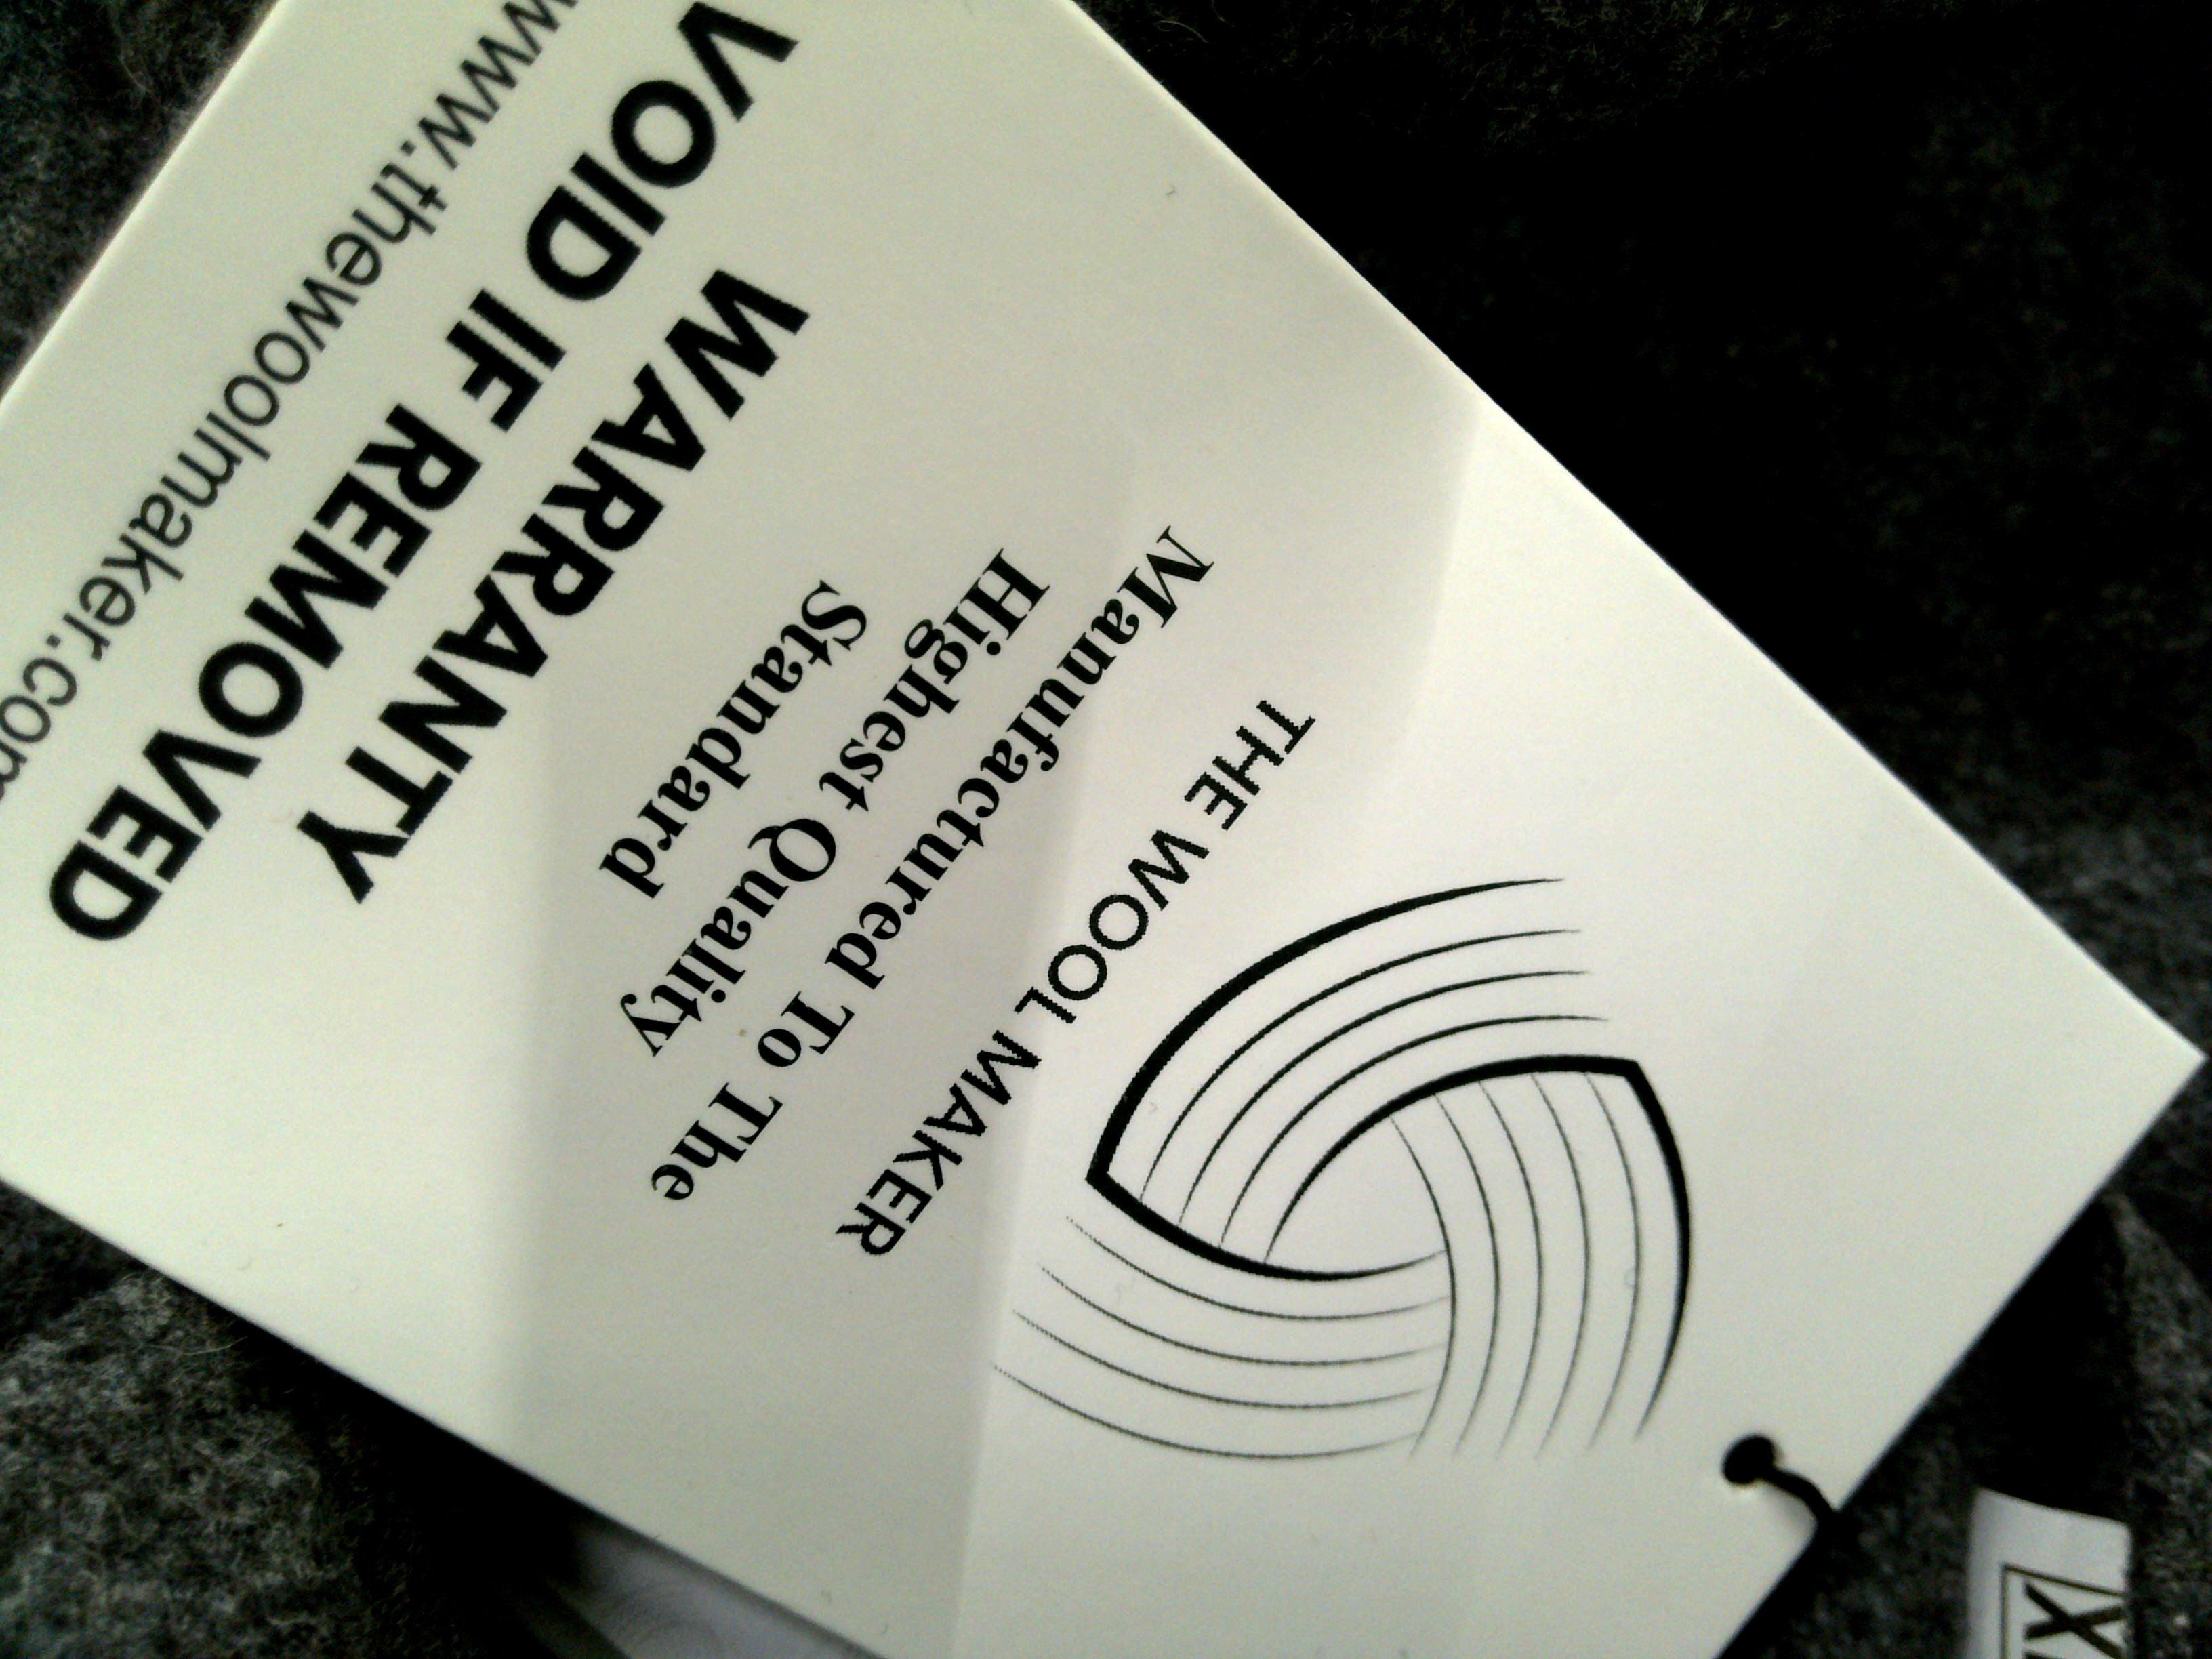 THE WOOL MAKER
Manufactured To The
Highest Quality
Standard
WARRANTY
VOID IF REMOVED
www.thewoolmaker.com